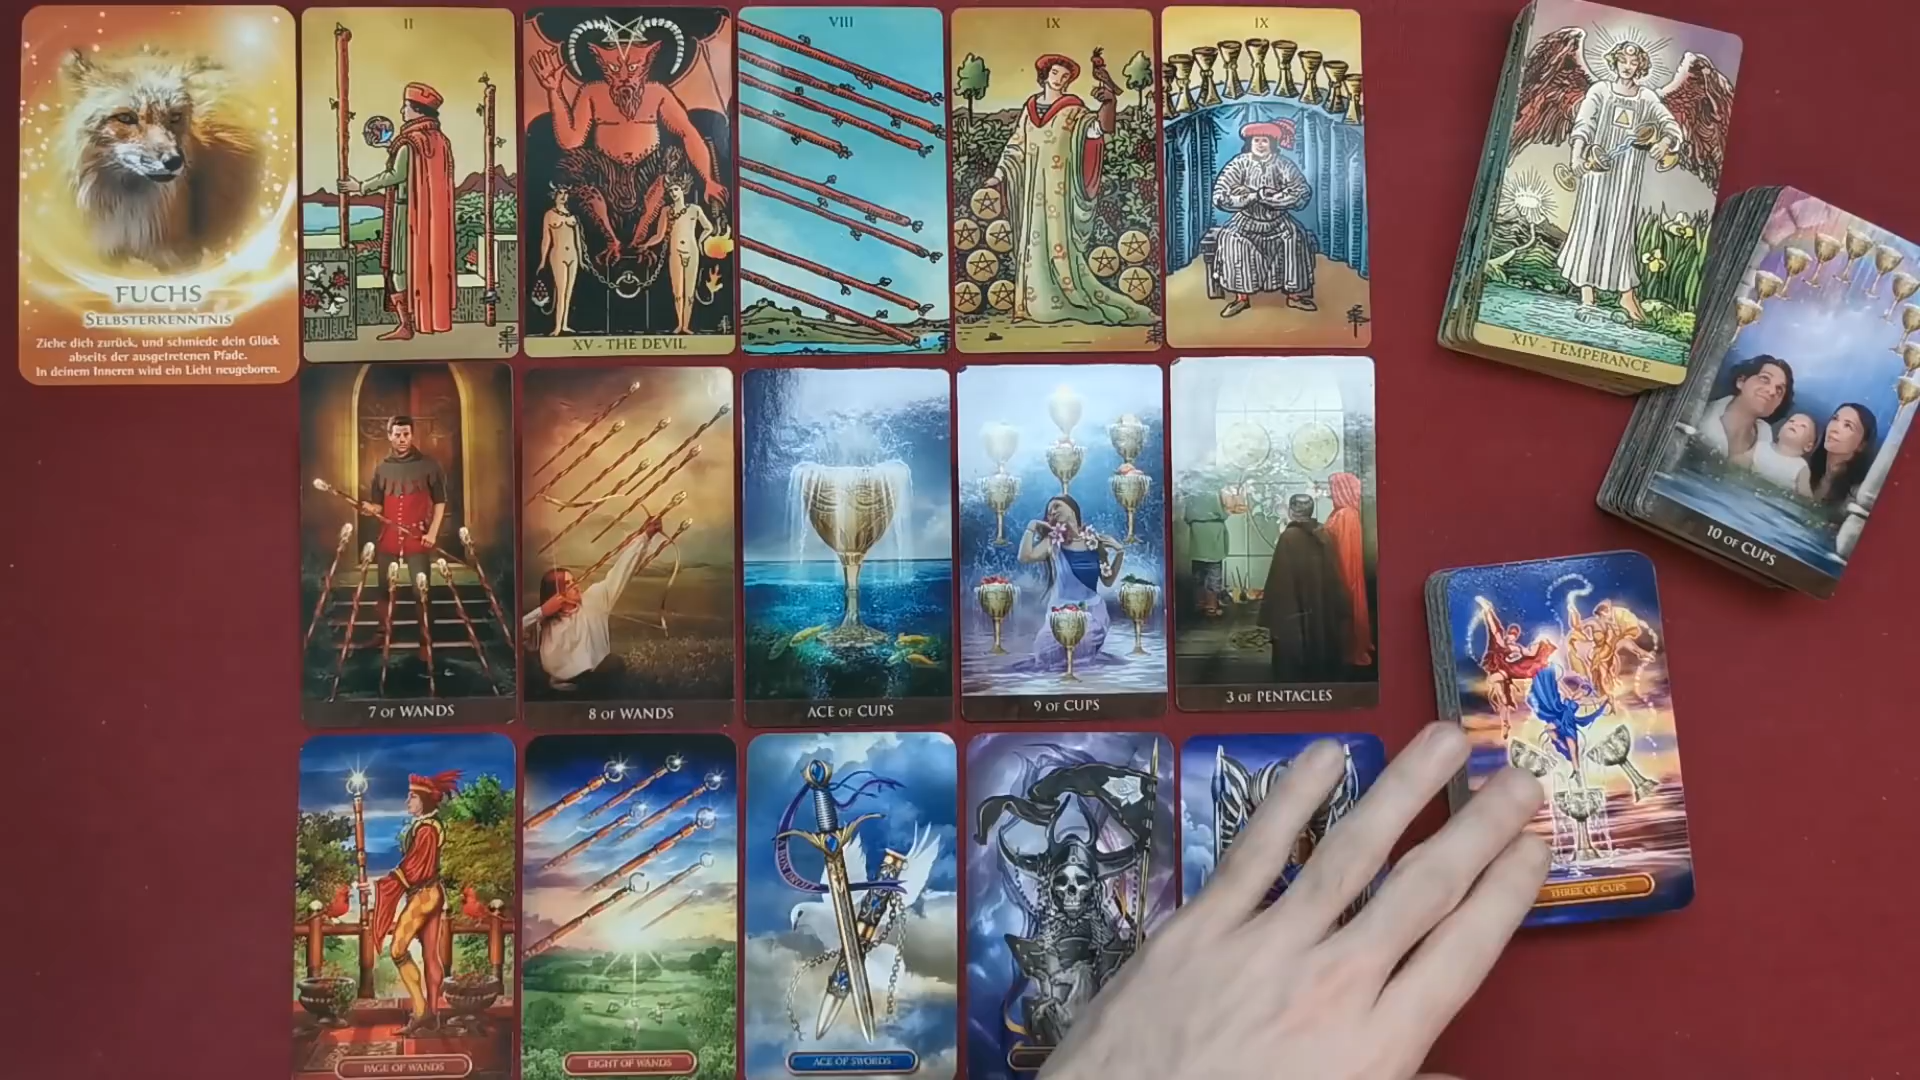 FUCHS
SELBSTERKENNTNIS
Ziehe dich zurück, und schmiede dein Glück
abseits der ausgetretenen Pfade.
In deinem Inneren wird ein Licht neugeboren.
II
XV - THE DEVIL
VIII
IX
IX
XIV - TEMPERANCE
10 OF CUPS
7 OF WANDS
8 OF WANDS
ACE OF CUPS
9 OF CUPS
3 OF PENTACLES
THREE OF CUPS
PAGE OF WANDS
EIGHT OF WANDS
ACE OF SWORDS